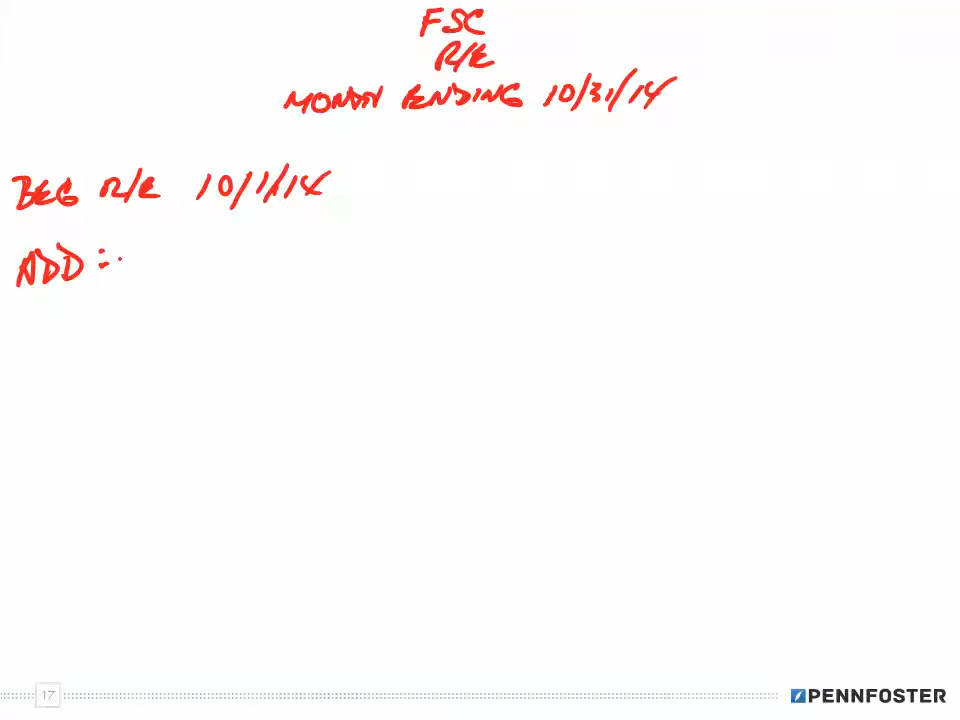 FSC
R/E
MONTH ENDING 10/31/14
BEG R/E 10/1/14
ADD :
17
PENNFOSTER